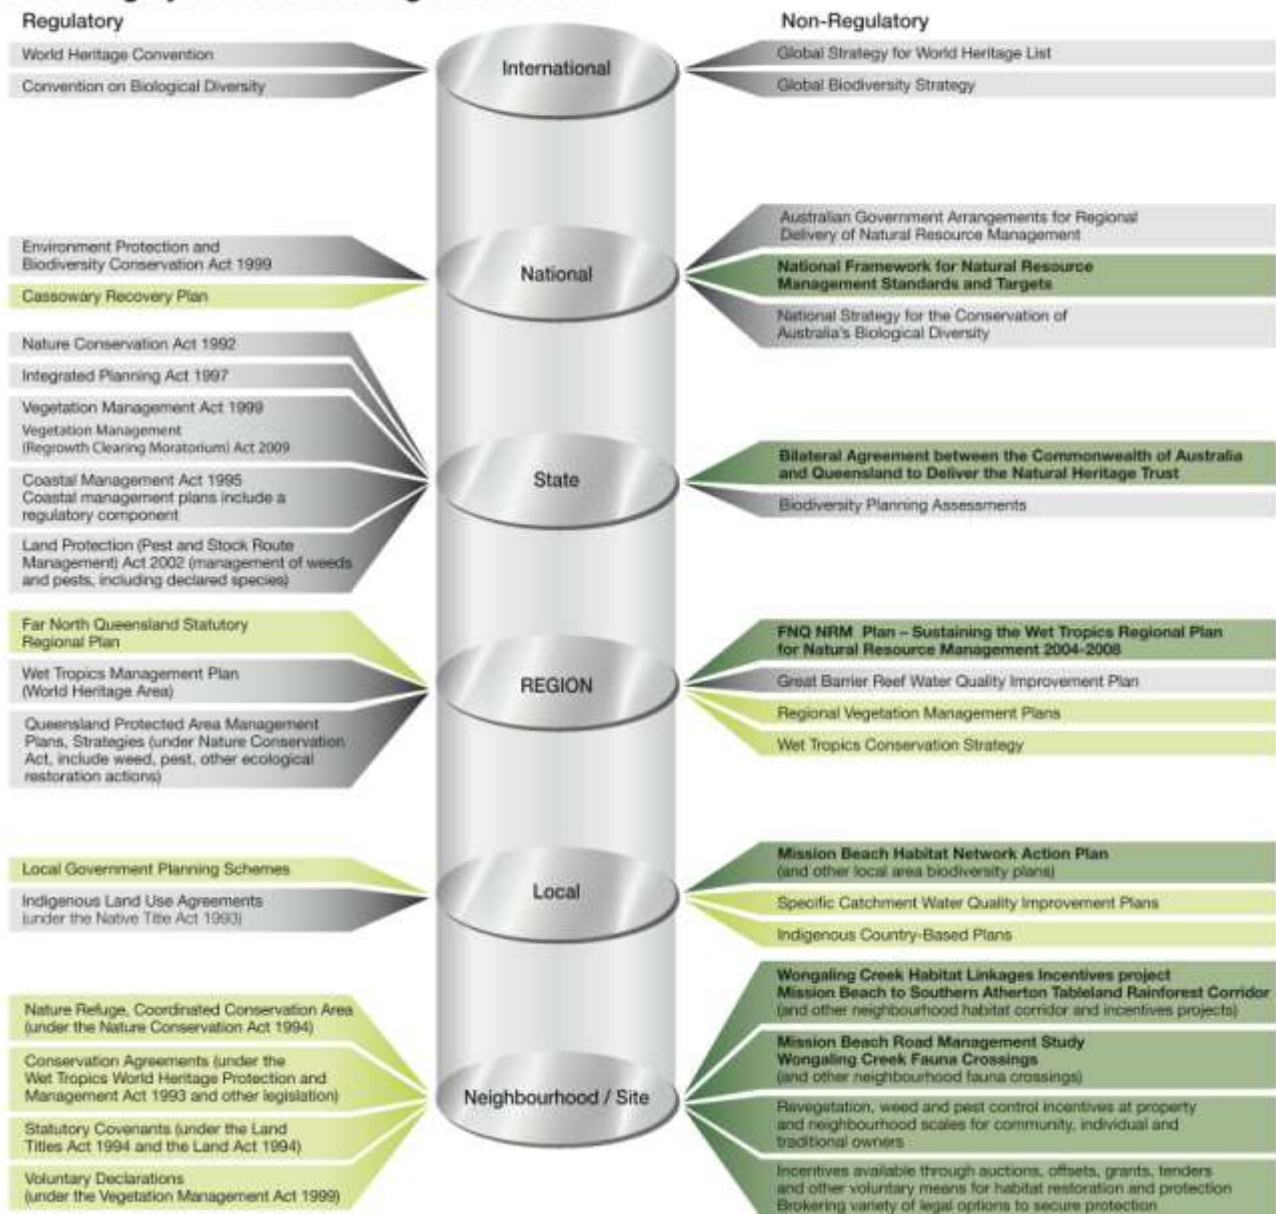 Regulatory
World Heritage Convention
Convention on Biological Diversity
Environment Protection and
Biodiversity Conservation Act 1999
Cassowary Recovery Plan
Nature Conservation Act 1992
Integrated Planning Act 1997
Vegetation Management Act 1999
Vegetation Management
(Regrowth Clearing Moratorium) Act 2009
Coastal Management Act 1995
Coastal management plans include a
regulatory component
Land Protection (Pest and Stock Route
Management) Act 2002 (management of weeds
and pests, including declared species)
Far North Queensland Statutory
Regional Plan
Wet Tropics Management Plan
(World Heritage Area)
Queensland Protected Area Management
Plans, Strategies (under Nature Conservation
Act, include weed, pest, other ecological
restoration actions)
Local Government Planning Schemes
Indigenous Land Use Agreements
(under the Native Title Act 1993)
Nature Refuge, Coordinated Conservation Area
(under the Nature Conservation Act 1994)
Conservation Agreements (under the
Wet Tropics World Heritage Protection and
Management Act 1993 and other legislation)
Statutory Covenants (under the Land
Titles Act 1994 and the Land Act 1994)
Voluntary Declarations
(under the Vegetation Management Act 1999)
International
National
State
REGION
Local
Neighbourhood / Site
Non-Regulatory
Global Strategy for World Heritage List
Global Biodiversity Strategy
Australian Government Arrangements for Regional
Delivery of Natural Resource Management
National Framework for Natural Resource
Management Standards and Targets
National Strategy for the Conservation of
Australia's Biological Diversity
Bilateral Agreement between the Commonwealth of Australia
and Queensland to Deliver the Natural Heritage Trust
Biodiversity Planning Assessments
FNQ NRM Plan – Sustaining the Wet Tropics Regional Plan
for Natural Resource Management 2004-2008
Great Barrier Reef Water Quality Improvement Plan
Regional Vegetation Management Plans
Wet Tropics Conservation Strategy
Mission Beach Habitat Network Action Plan
(and other local area biodiversity plans)
Specific Catchment Water Quality Improvement Plans
Indigenous Country-Based Plans
Wongaling Creek Habitat Linkages Incentives project
Mission Beach to Southern Atherton Tableland Rainforest Corridor
(and other neighbourhood habitat corridor and incentives projects)
Mission Beach Road Management Study
Wongaling Creek Fauna Crossings
(and other neighbourhood fauna crossings)
Revegetation, weed and pest control incentives at property
and neighbourhood scales for community, individual and
traditional owners
Incentives available through auctions, offsets, grants, tenders
and other voluntary means for habitat restoration and protection
Brokering variety of legal options to secure protection